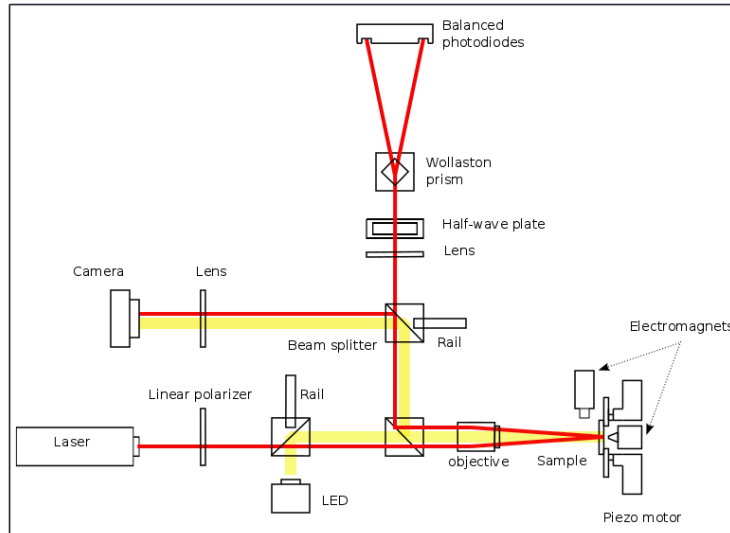 Balanced
photodiodes
Wollaston
prism
Half-wave plate
Lens
Camera
Lens
Beam splitter
Rail
Electromagnets
Linear polarizer
Rail
Laser
objective
Sample
LED
Piezo motor